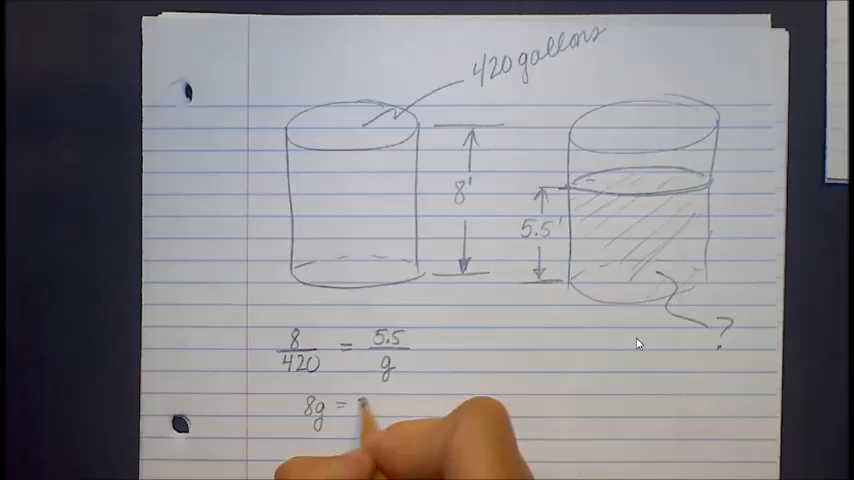 420 gallons
8'
5.5'
?
8/420 = 5.5/g
8g =